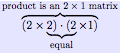 product is an 2 × 1 matrix
(2 × 2) · (2×1)
equal